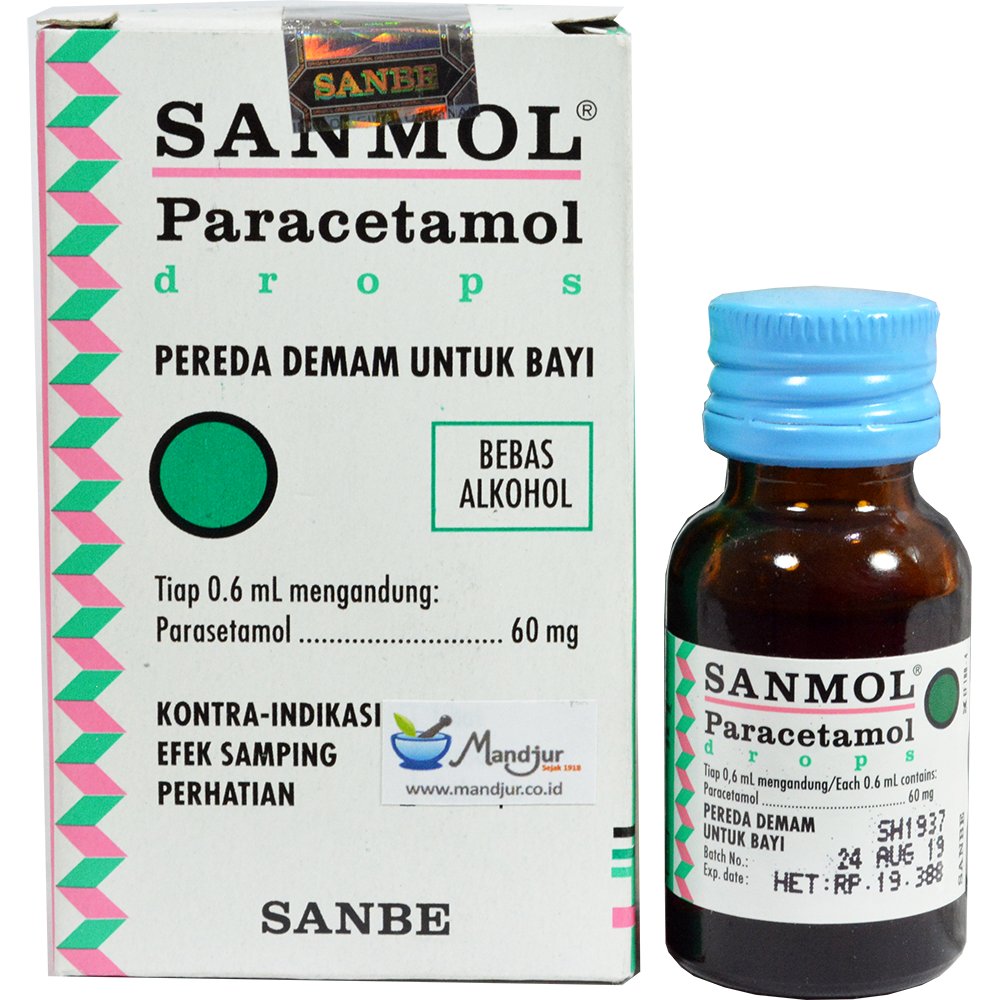 SANBE
SANMOL®
Paracetamol
drops
PEREDA DEMAM UNTUK BAYI
BEBAS
ALKOHOL
Tiap 0.6 mL mengandung:
Parasetamol ........................... 60 mg
KONTRA-INDIKASI
EFEK SAMPING
PERHATIAN
Mandjur
Sejak 1918
www.mandjur.co.id
SANBE
SANMOL®
Paracetamol
drops
Tiap 0,6 mL mengandung/Each 0.6 mL contains:
Paracetamol ................................ 60 mg
PEREDA DEMAM
UNTUK BAYI
SH1937
Batch No.: 24 AUG 19
Exp. date : HET:RP.19.388
SANBE